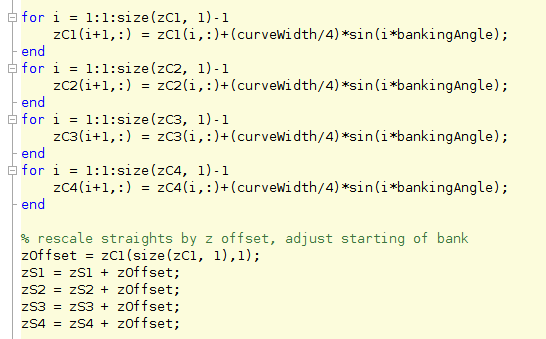 for i = 1:1:size(zC1, 1)-1
zC1(i+1,:) = zC1(i,:)+(curveWidth/4)*sin(i*bankingAngle);
end
for i = 1:1:size(zC2, 1)-1
zC2(i+1,:) = zC2(i,:)+(curveWidth/4)*sin(i*bankingAngle);
end
for i = 1:1:size(zC3, 1)-1
zC3(i+1,:) = zC3(i,:)+(curveWidth/4)*sin(i*bankingAngle);
end
for i = 1:1:size(zC4, 1)-1
zC4(i+1,:) = zC4(i,:)+(curveWidth/4)*sin(i*bankingAngle);
end
% rescale straights by z offset, adjust starting of bank
zOffset = zC1(size(zC1, 1),1);
zS1 = zS1 + zOffset;
zS2 = zS2 + zOffset;
zS3 = zS3 + zOffset;
zS4 = zS4 + zOffset;